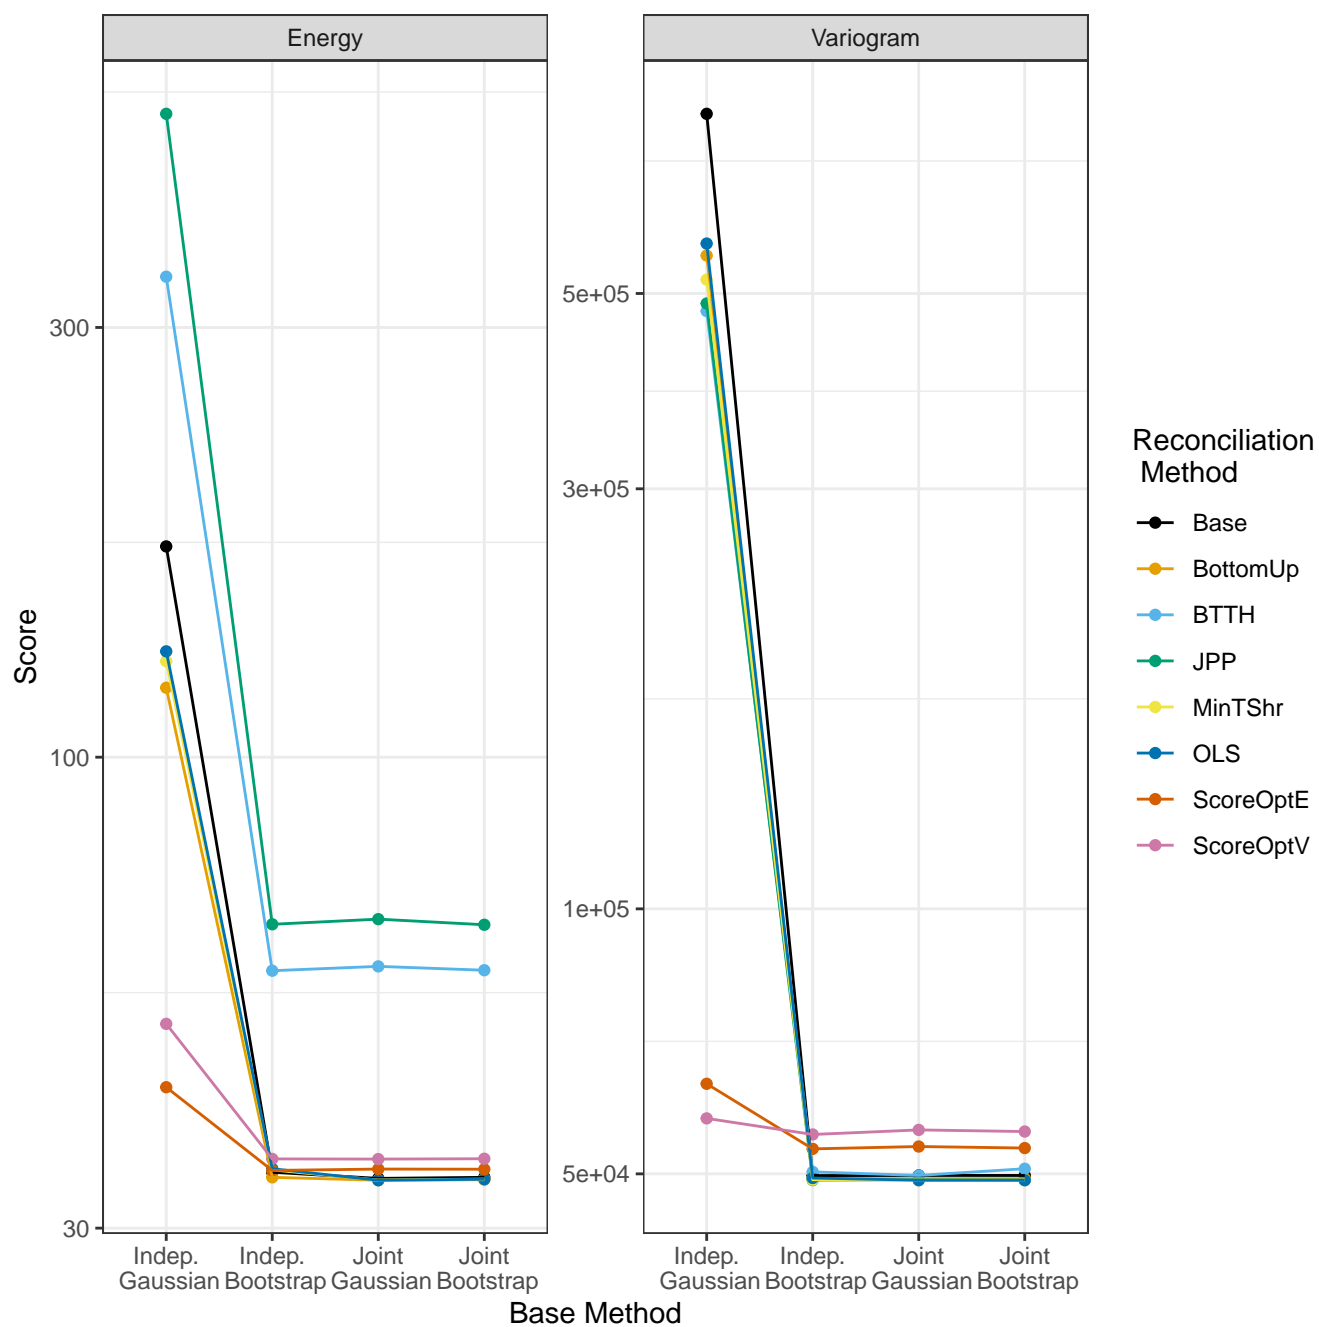 Energy
Variogram
Score
300
100
30
5e+05
3e+05
1e+05
5e+04
Indep.
Gaussian
Indep.
Bootstrap
Joint
Gaussian
Joint
Bootstrap
Indep.
Gaussian
Indep.
Bootstrap
Joint
Gaussian
Joint
Bootstrap
Base Method
Reconciliation
Method
Base
BottomUp
BTTH
JPP
MinTShr
OLS
ScoreOptE
ScoreOptV